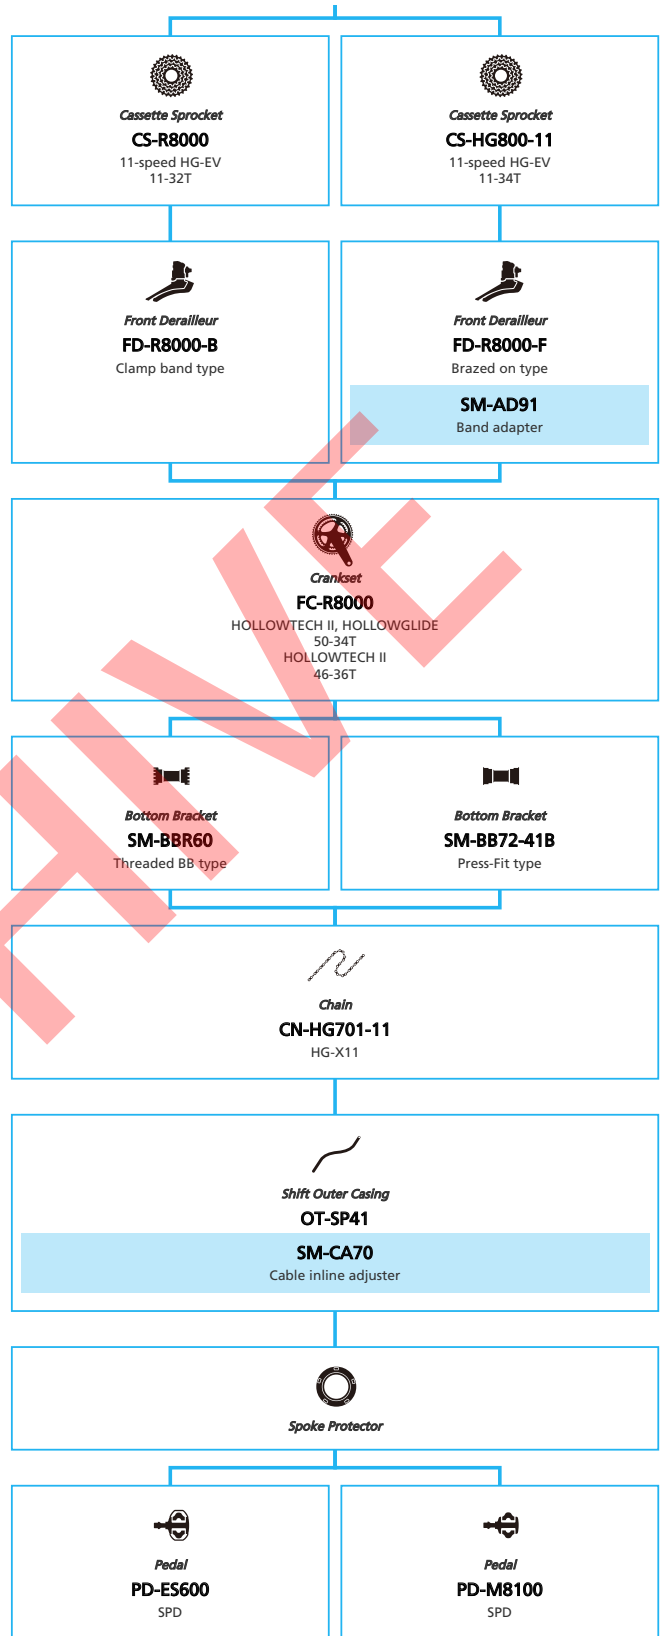 Cassette Sprocket
CS-R8000
11-speed HG-EV
11-32T
Cassette Sprocket
CS-HG800-11
11-speed HG-EV
11-34T
Front Derailleur
FD-R8000-B
Clamp band type
Front Derailleur
FD-R8000-F
Brazed on type
SM-AD91
Band adapter
Crankset
FC-R8000
HOLLOWTECH II, HOLLOWGLIDE
50-34T
HOLLOWTECH II
46-36T
Bottom Bracket
SM-BBR60
Threaded BB type
Bottom Bracket
SM-BB72-41B
Press-Fit type
Chain
CN-HG701-11
HG-X11
Shift Outer Casing
OT-SP41
SM-CA70
Cable inline adjuster
Spoke Protector
Pedal
PD-ES600
SPD
Pedal
PD-M8100
SPD
HIVE